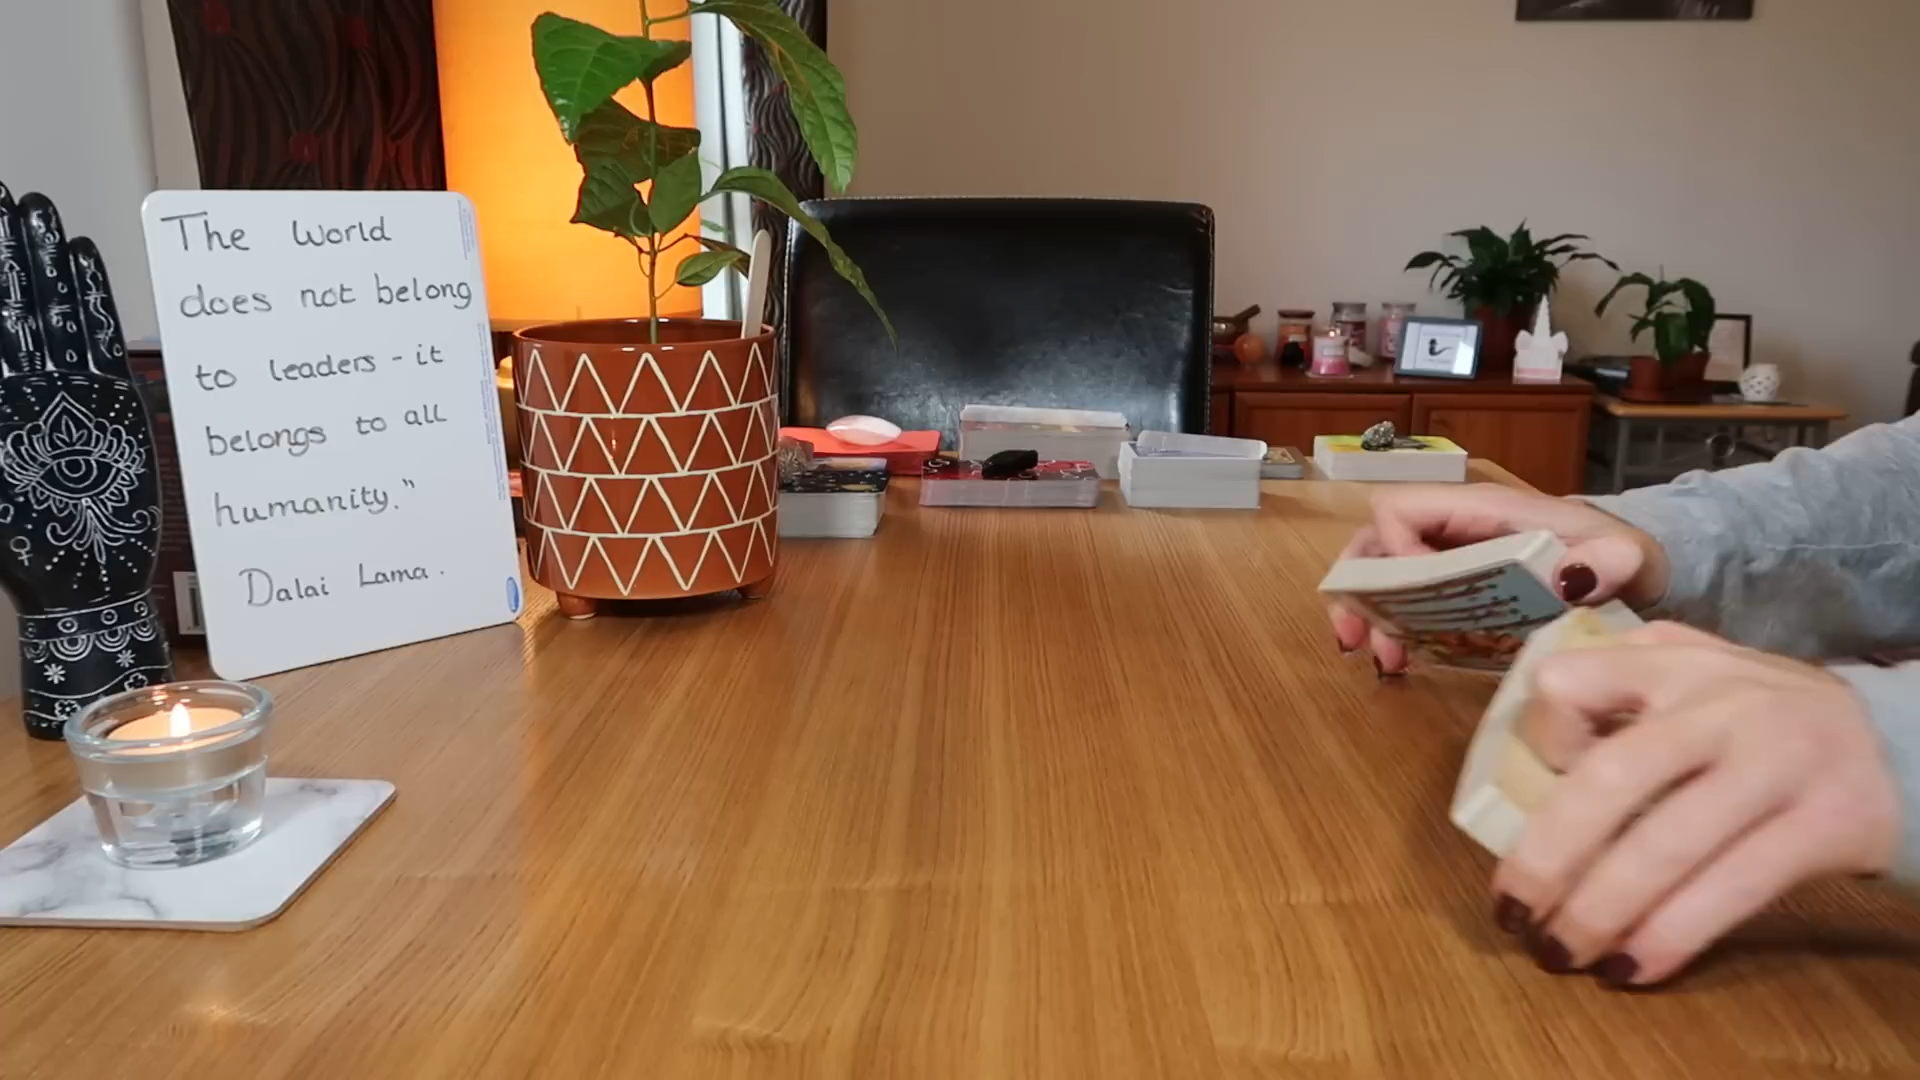 The World
does not belong
to leaders - it
belongs to all
humanity."
Dalai Lama.